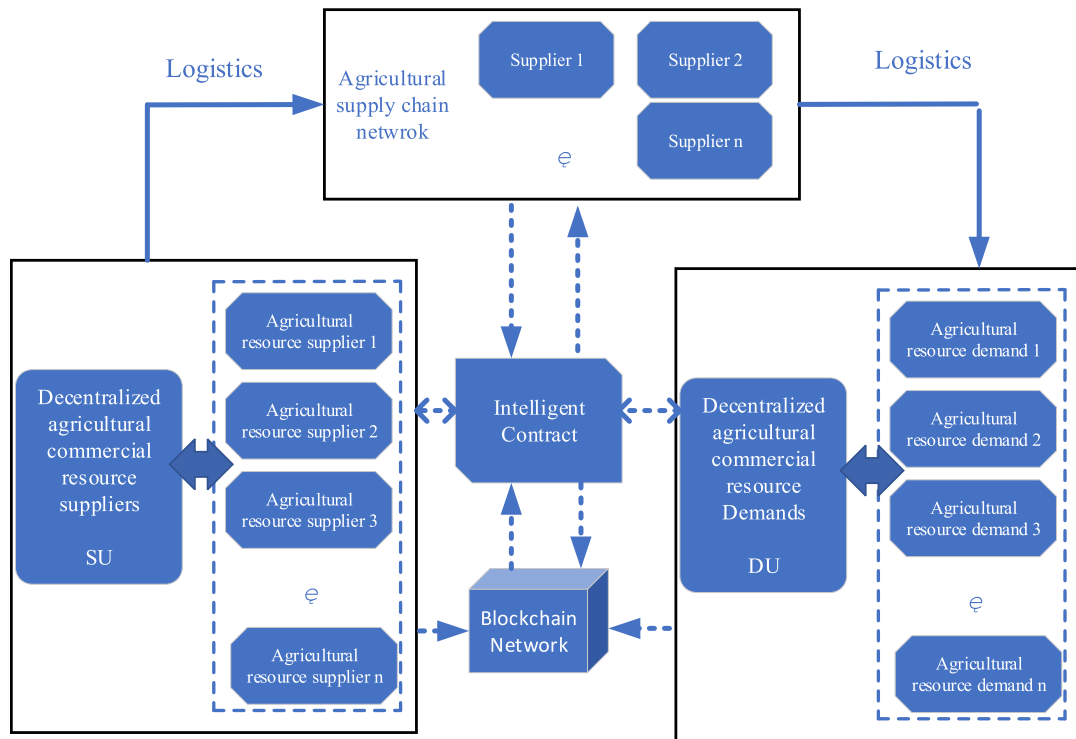 Logistics
Agricultural
supply chain
netwrok
Supplier 1
Supplier 2
Supplier n
ę
Logistics
Decentralized
agricultural
commercial
resource
suppliers
SU
Agricultural
resource supplier 1
Agricultural
resource supplier 2
Agricultural
resource supplier 3
ę
Agricultural
resource supplier n
Intelligent
Contract
Blockchain
Network
Decentralized
agricultural
commercial
resource
Demands
DU
Agricultural
resource demand 1
Agricultural
resource demand 2
Agricultural
resource demand 3
ę
Agricultural
resource demand n